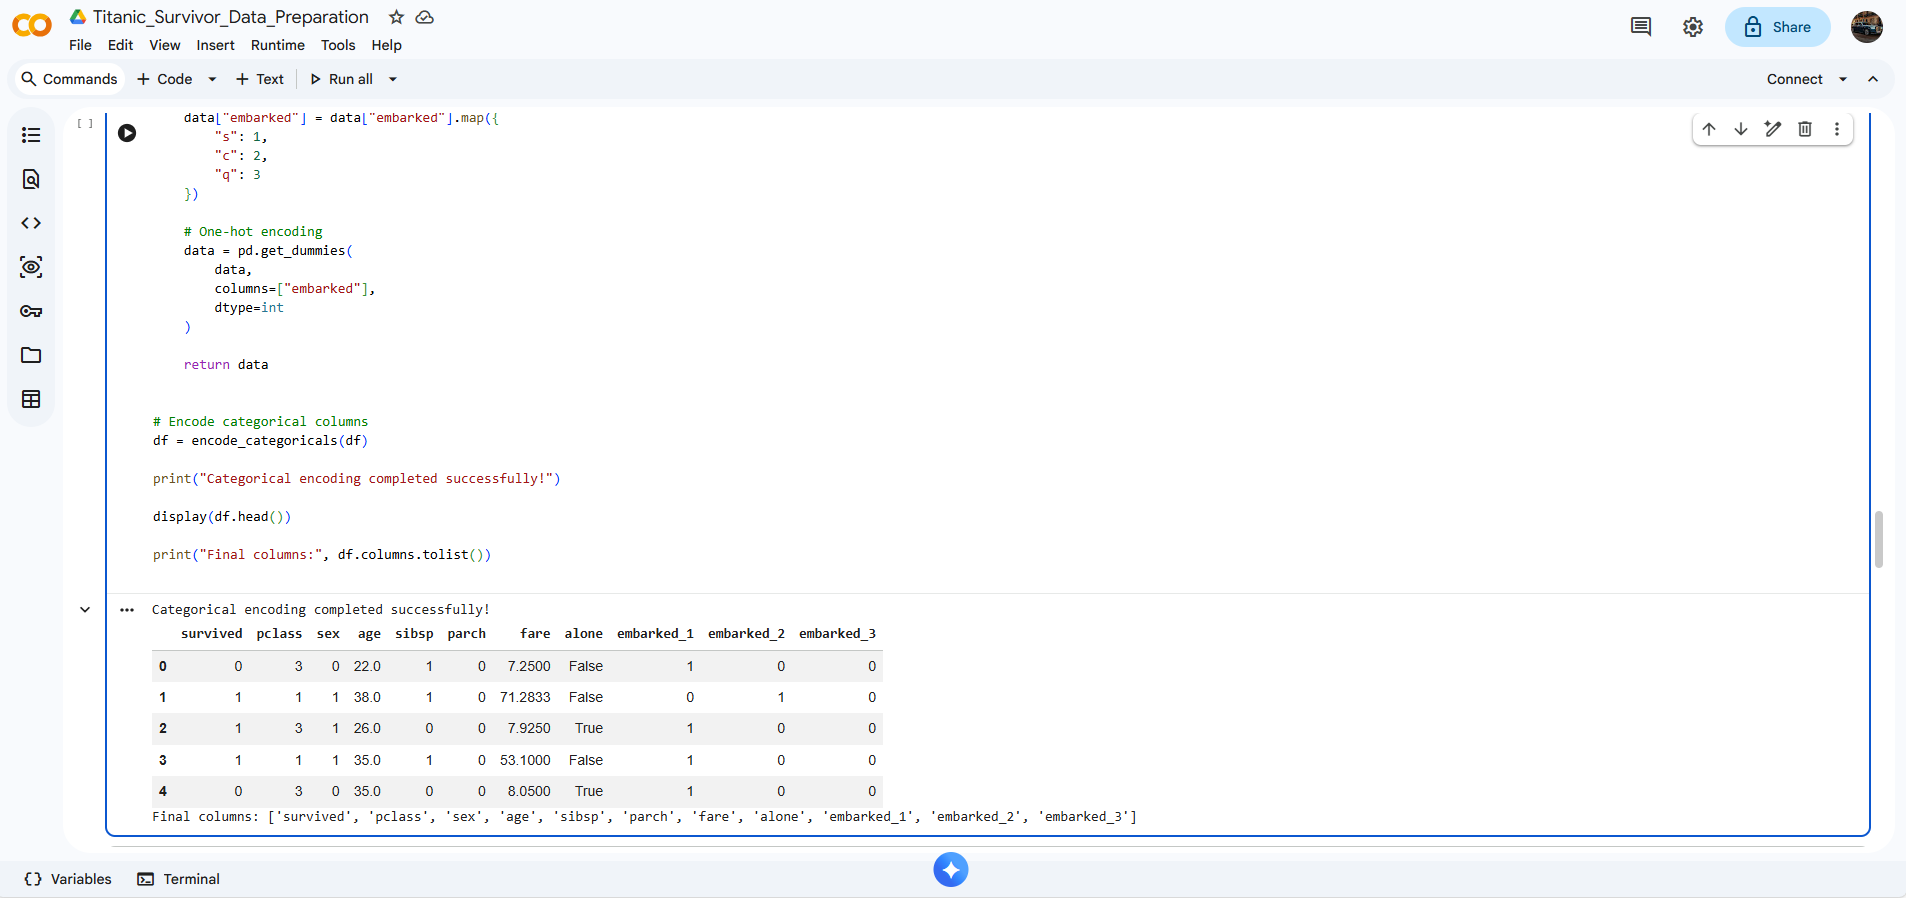 Titanic_Survivor_Data_Preparation
File Edit View Insert Runtime Tools Help
Share
Commands + Code + Text Run all
Connect
[ ]
data["embarked"] = data["embarked"].map({
"s": 1,
"c": 2,
"q": 3
})
# One-hot encoding
data = pd.get_dummies(
data,
columns=["embarked"],
dtype=int
)
return data
# Encode categorical columns
df = encode_categoricals(df)
print("Categorical encoding completed successfully!")
display(df.head())
print("Final columns:", df.columns.tolist())
Categorical encoding completed successfully!
survived pclass sex age sibsp parch fare alone embarked_1 embarked_2 embarked_3
0 0 3 0 22.0 1 0 7.2500 False 1 0 0
1 1 1 1 38.0 1 0 71.2833 False 0 1 0
2 1 3 1 26.0 0 0 7.9250 True 1 0 0
3 1 1 1 35.0 1 0 53.1000 False 1 0 0
4 0 3 0 35.0 0 0 8.0500 True 1 0 0
Final columns: ['survived', 'pclass', 'sex', 'age', 'sibsp', 'parch', 'fare', 'alone', 'embarked_1', 'embarked_2', 'embarked_3']
{} Variables Terminal